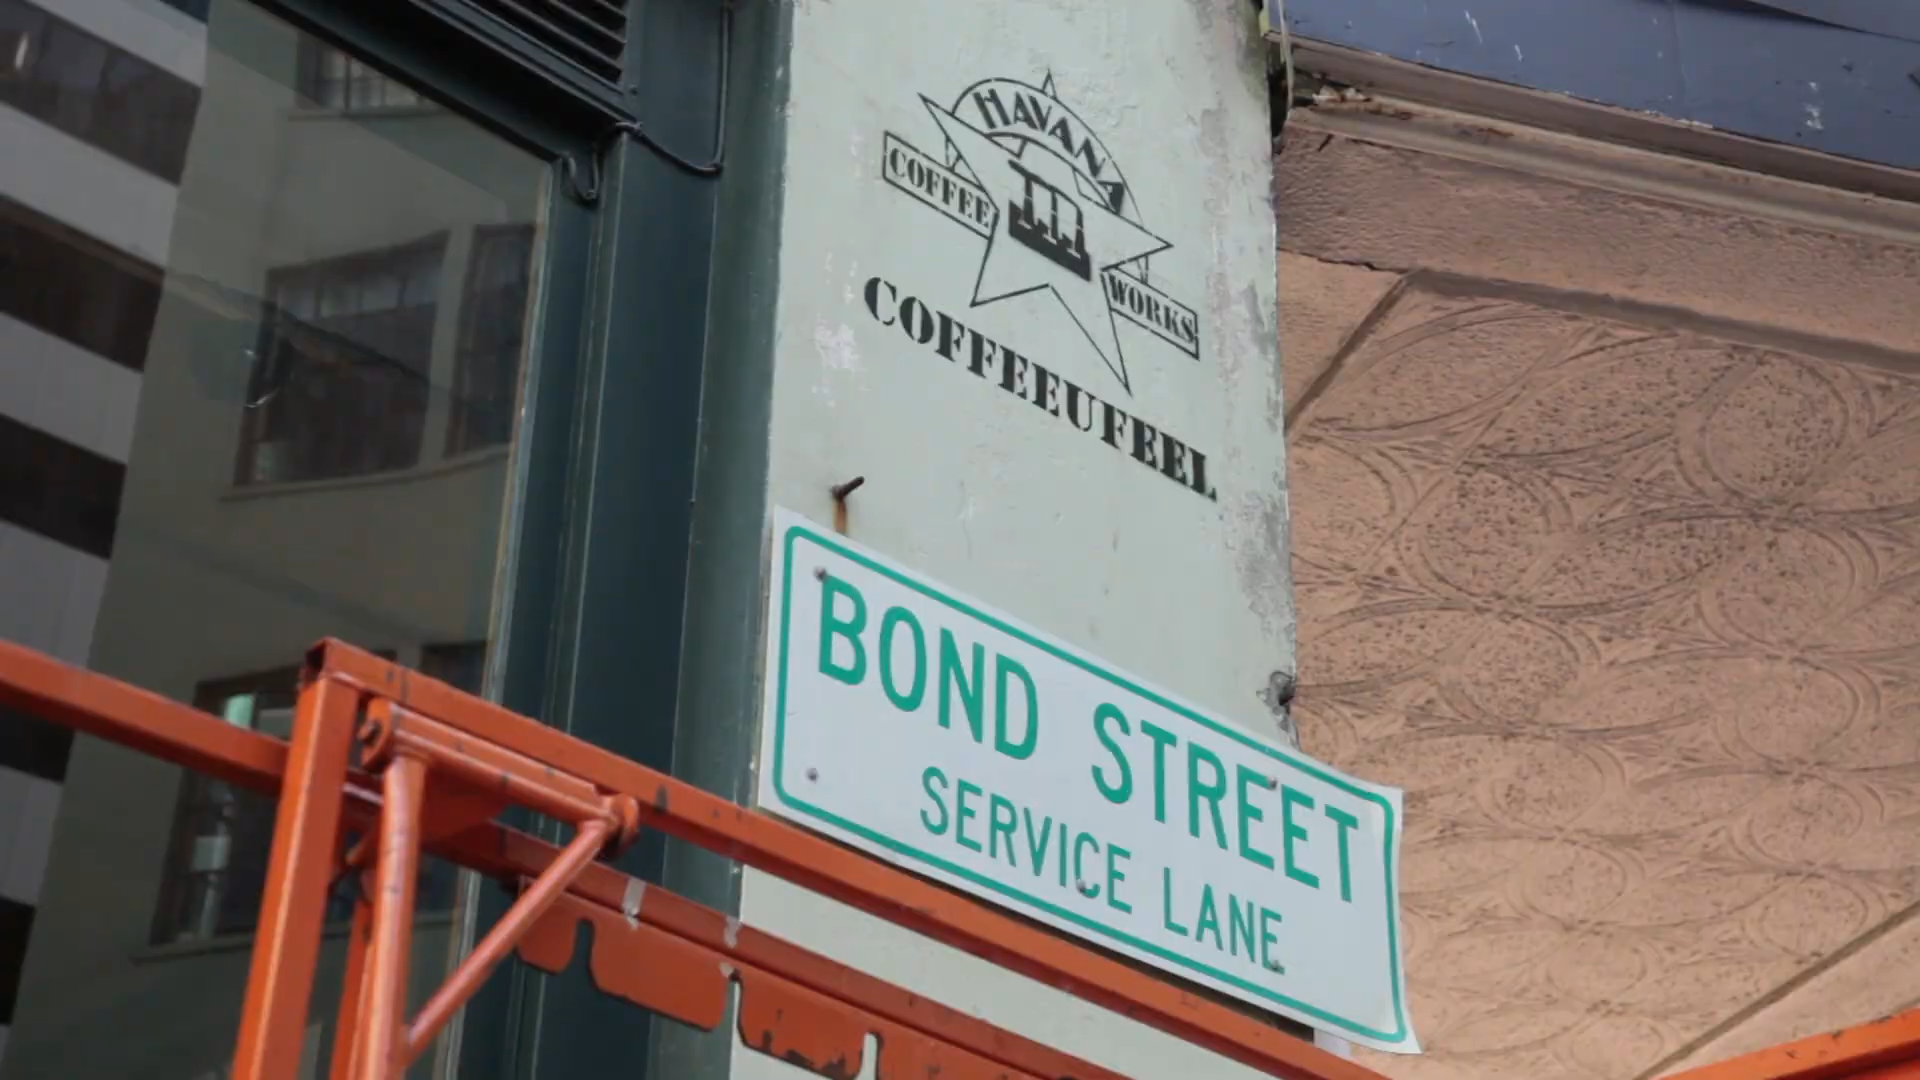 HAVANA
COFFEE
WORKS
COFFEEUFEEL
BOND STREET
SERVICE LANE